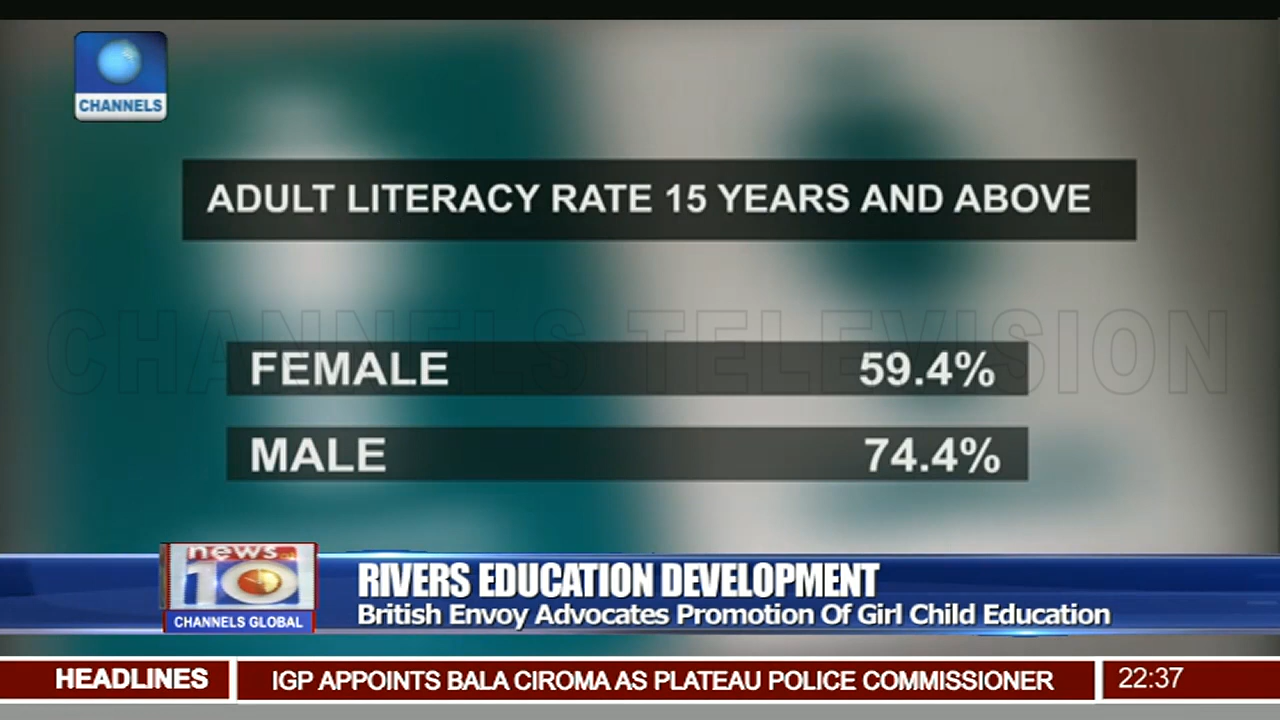 CHANNELS
ADULT LITERACY RATE 15 YEARS AND ABOVE
CHANNELS TELEVISION
FEMALE 59.4%
MALE 74.4%
news at
10
CHANNELS GLOBAL
RIVERS EDUCATION DEVELOPMENT
British Envoy Advocates Promotion Of Girl Child Education
HEADLINES IGP APPOINTS BALA CIROMA AS PLATEAU POLICE COMMISSIONER 22:37